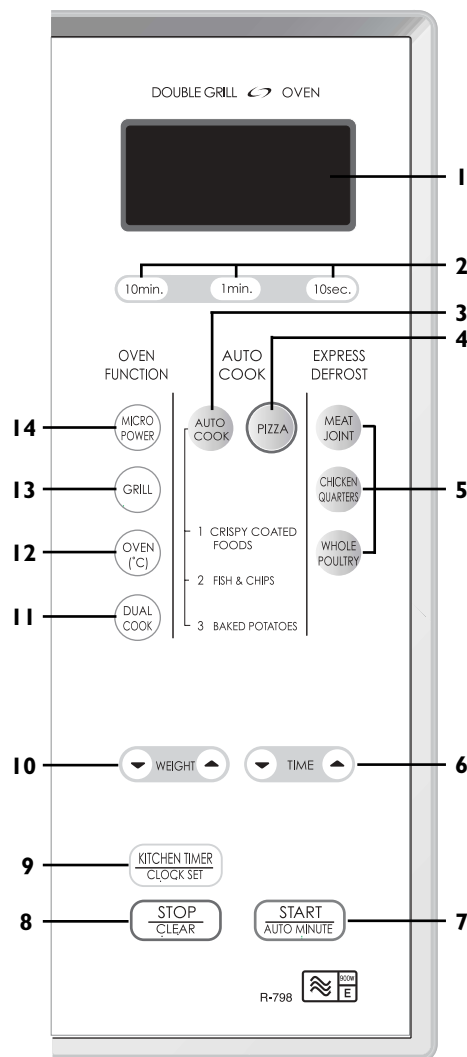 DOUBLE GRILL OVEN
1
2
10min. 1min. 10sec.
3
4
OVEN FUNCTION
AUTO COOK
EXPRESS DEFROST
14
MICRO POWER
AUTO COOK
PIZZA
MEAT JOINT
13
GRILL
CHICKEN QUARTERS
5
1 CRISPY COATED
FOODS
12
OVEN (˚C)
WHOLE POULTRY
2 FISH & CHIPS
11
DUAL COOK
3 BAKED POTATOES
10
WEIGHT
TIME
6
9
KITCHEN TIMER
CLOCK SET
8
STOP
CLEAR
START
AUTO MINUTE
7
R-798
900W
E